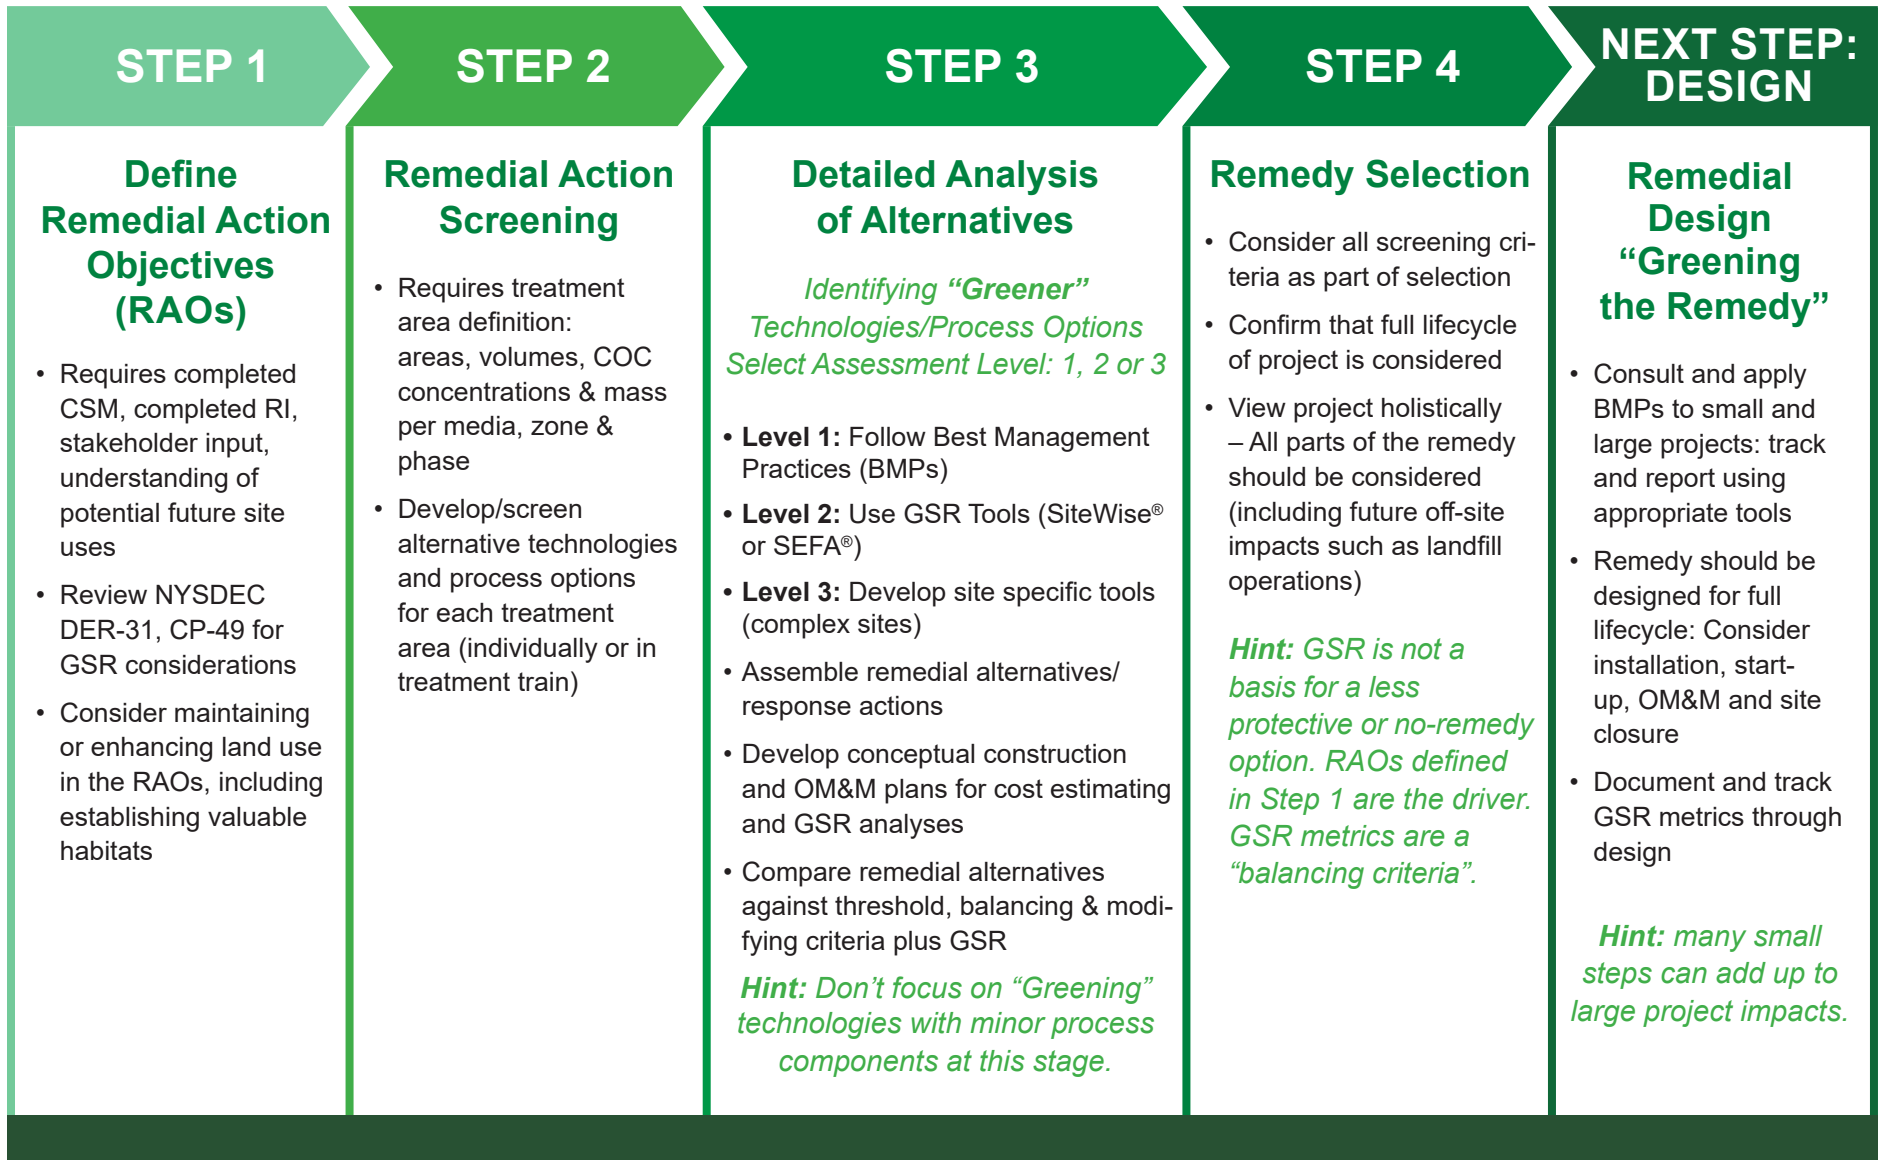 STEP 1
Define
Remedial Action
Objectives
(RAOs)
• Requires completed
CSM, completed RI,
stakeholder input,
understanding of
potential future site
uses
• Review NYSDEC
DER-31, CP-49 for
GSR considerations
• Consider maintaining
or enhancing land use
in the RAOs, including
establishing valuable
habitats
STEP 2
Remedial Action
Screening
• Requires treatment
area definition:
areas, volumes, COC
concentrations & mass
per media, zone &
phase
• Develop/screen
alternative technologies
and process options
for each treatment
area (individually or in
treatment train)
STEP 3
Detailed Analysis
of Alternatives
Identifying “Greener”
Technologies/Process Options
Select Assessment Level: 1, 2 or 3
• Level 1: Follow Best Management
Practices (BMPs)
• Level 2: Use GSR Tools (SiteWise®
or SEFA®)
• Level 3: Develop site specific tools
(complex sites)
• Assemble remedial alternatives/
response actions
• Develop conceptual construction
and OM&M plans for cost estimating
and GSR analyses
• Compare remedial alternatives
against threshold, balancing & modi-
fying criteria plus GSR
Hint: Don’t focus on “Greening”
technologies with minor process
components at this stage.
STEP 4
Remedy Selection
• Consider all screening cri-
teria as part of selection
• Confirm that full lifecycle
of project is considered
• View project holistically
– All parts of the remedy
should be considered
(including future off-site
impacts such as landfill
operations)
Hint: GSR is not a
basis for a less
protective or no-remedy
option. RAOs defined
in Step 1 are the driver.
GSR metrics are a
“balancing criteria”.
NEXT STEP:
DESIGN
Remedial
Design
“Greening
the Remedy”
• Consult and apply
BMPs to small and
large projects: track
and report using
appropriate tools
• Remedy should be
designed for full
lifecycle: Consider
installation, start-
up, OM&M and site
closure
• Document and track
GSR metrics through
design
Hint: many small
steps can add up to
large project impacts.